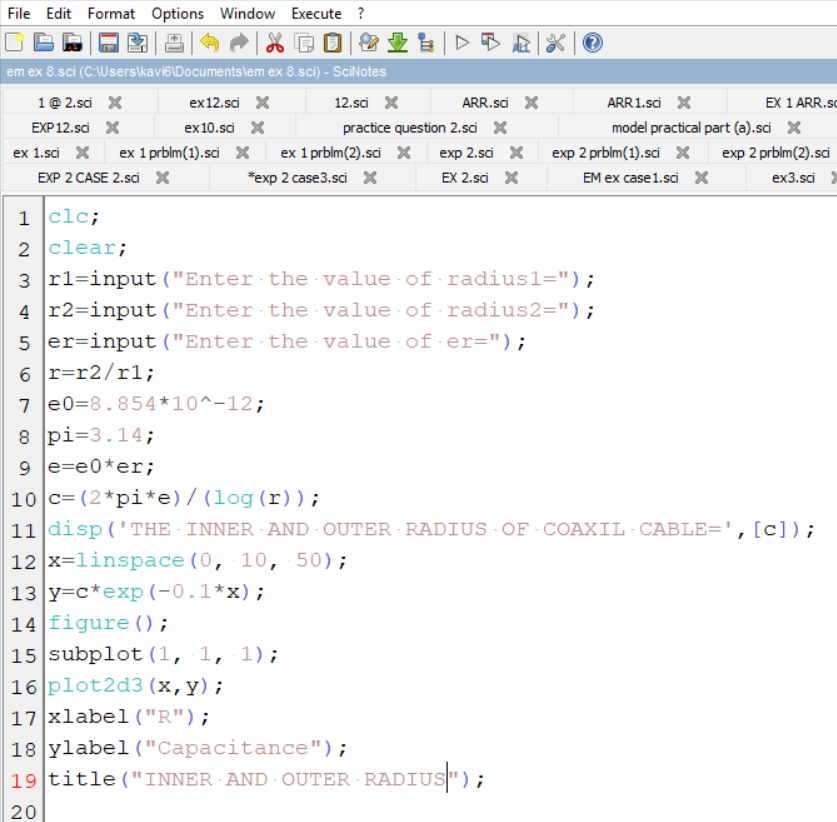 File Edit Format Options Window Execute ?
em ex 8.sci (C:\Users\kavi6\Documents\em ex 8.sci) - SciNotes
1 @ 2.sci ex12.sci 12.sci ARR.sci ARR1.sci EX 1 ARR.sc
EXP12.sci ex10.sci practice question 2.sci model practical part (a).sci
ex 1.sci ex 1 prblm(1).sci ex 1 prblm(2).sci exp 2.sci exp 2 prblm(1).sci exp 2 prblm(2).sci
EXP 2 CASE 2.sci *exp 2 case3.sci EX 2.sci EM ex case1.sci ex3.sci
1 clc;
2 clear;
3 r1=input("Enter the value of radius1=");
4 r2=input("Enter the value of radius2=");
5 er=input("Enter the value of er=");
6 r=r2/r1;
7 e0=8.854*10^-12;
8 pi=3.14;
9 e=e0*er;
10 c=(2*pi*e)/(log(r));
11 disp('THE INNER AND OUTER RADIUS OF COAXIL CABLE=',[c]);
12 x=linspace(0, 10, 50);
13 y=c*exp(-0.1*x);
14 figure();
15 subplot(1, 1, 1);
16 plot2d3(x,y);
17 xlabel("R");
18 ylabel("Capacitance");
19 title("INNER AND OUTER RADIUS");
20